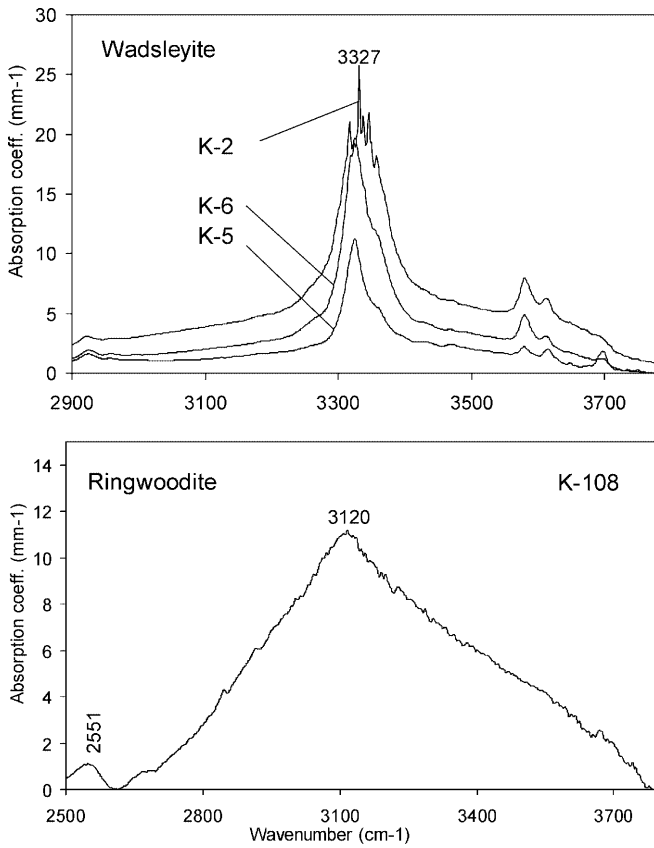 30
Wadsleyite
3327
25
20
K-2
15
K-6
K-5
10
5
0
Absorption coeff. (mm-1)
2900 3100 3300 3500 3700
14
Ringwoodite K-108
3120
12
10
8
6
4
2
0
2551
Absorption coeff. (mm-1)
2500 2800 3100 3400 3700
Wavenumber (cm-1)